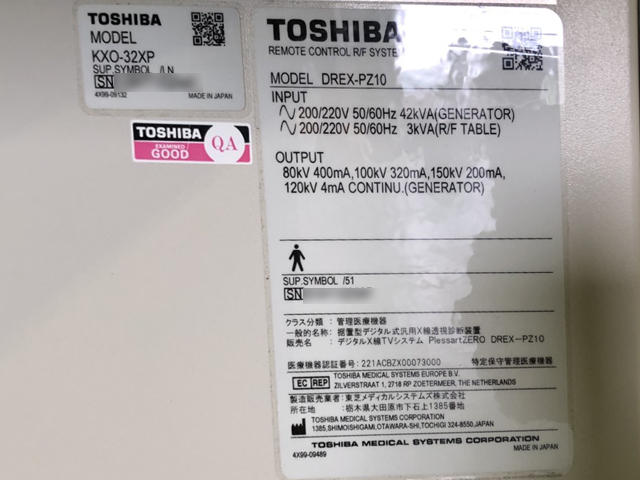 TOSHIBA
MODEL
KXO-32XP
SUP.SYMBOL /LN
SN
4X99-09132 MADE IN JAPAN
TOSHIBA
EXAMINED/
GOOD
QA
TOSHIBA
REMOTE CONTROL R/F SYSTE
MODEL DREX-PZ10
INPUT
200/220V 50/60Hz 42kVA(GENERATOR)
200/220V 50/60Hz 3kVA(R/F TABLE)
OUTPUT
80kV 400mA,100kV 320mA,150kV 200mA,
120kV 4mA CONTINU.(GENERATOR)
SUP.SYMBOL /51
SN
クラス分類 : 管理医療機器
一般的名称: 据置型デジタル式汎用X線透視診断装置
販売名 : デジタルX線TVシステム PlessartZERO DREX-PZ10
医療機器認証番号:221ACBZX00073000 特定保守管理医療機器
EC REP TOSHIBA MEDICAL SYSTEMS EUROPE B.V.
ZILVERSTRAAT 1, 2718 RP ZOETERMEER, THE NETHERLANDS
製造販売業者:東芝メディカルシステムズ株式会社
所在地 :栃木県大田原市下石上1385番地
TOSHIBA MEDICAL SYSTEMS CORPORATION
1385,SHIMOISHIGAMI,OTAWARA-SHI,TOCHIGI 324-8550,JAPAN
TOSHIBA MEDICAL SYSTEMS CORPORATION
4X99-09489 MADE IN JAPAN